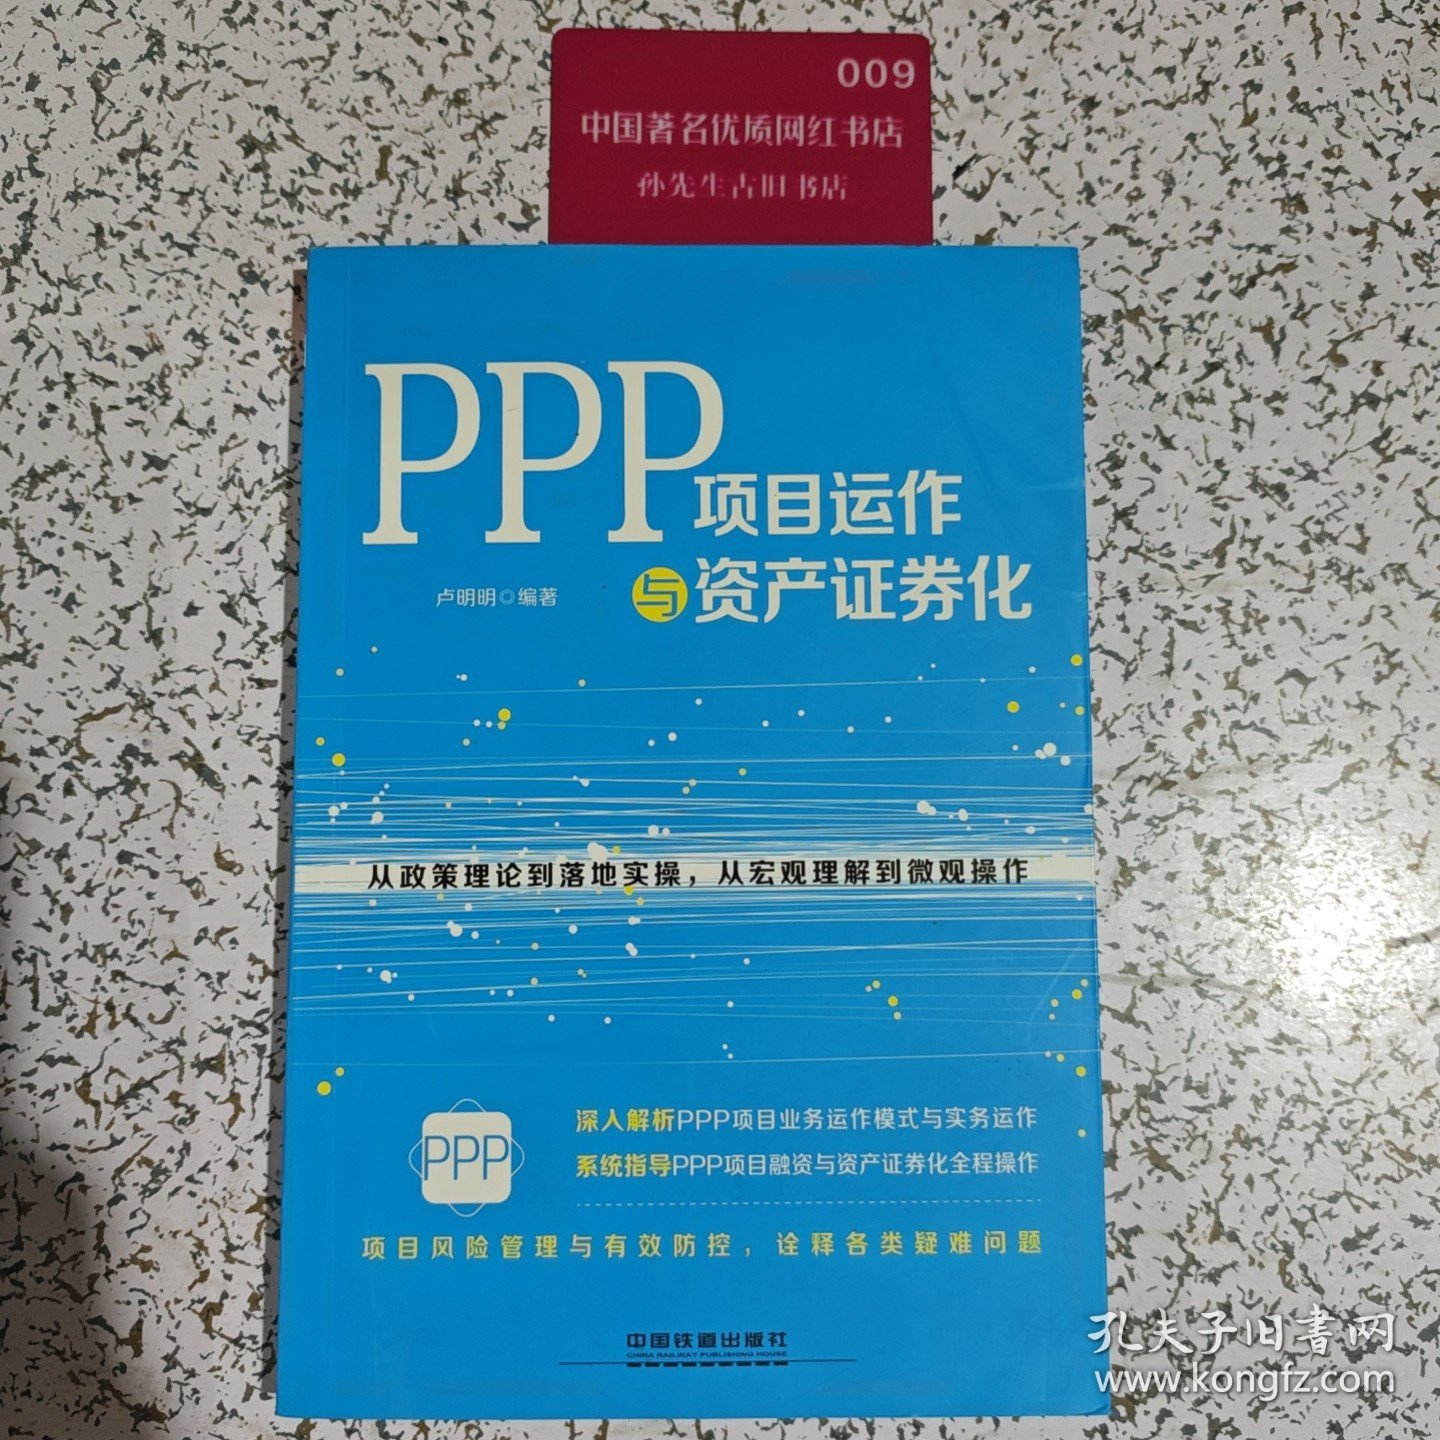 009
中国著名优质网红书店
孙先生古旧书店
PPP项目运作
与资产证券化
卢明明◎编著
从政策理论到落地实操，从宏观理解到微观操作
PPP
深入解析PPP项目业务运作模式与实务运作
系统指导PPP项目融资与资产证券化全程操作
项目风险管理与有效防控，诠释各类疑难问题
中国铁道出版社
CHINA RAILWAY PUBLISHING HOUSE
孔夫子旧书网
www.kongfz.com